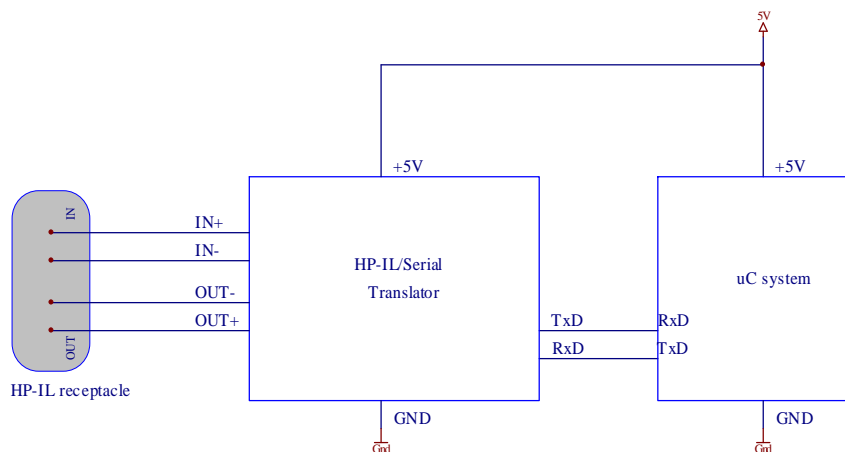 5V
+5V
+5V
IN
IN+
IN-
HP-IL/Serial
Translator
uC system
OUT-
OUT+
TxD
RxD
RxD
TxD
OUT
HP-IL receptacle
GND
GND
Gnd
Gnd